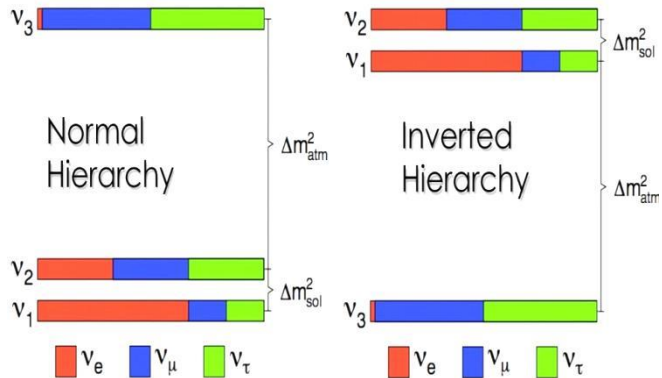 ν₃
Normal
Hierarchy
Δm²atm
ν₂
ν₁
Δm²sol
νe νμ ντ
ν₂
ν₁
Δm²sol
Inverted
Hierarchy
Δm²atm
ν₃
νe νμ ντ